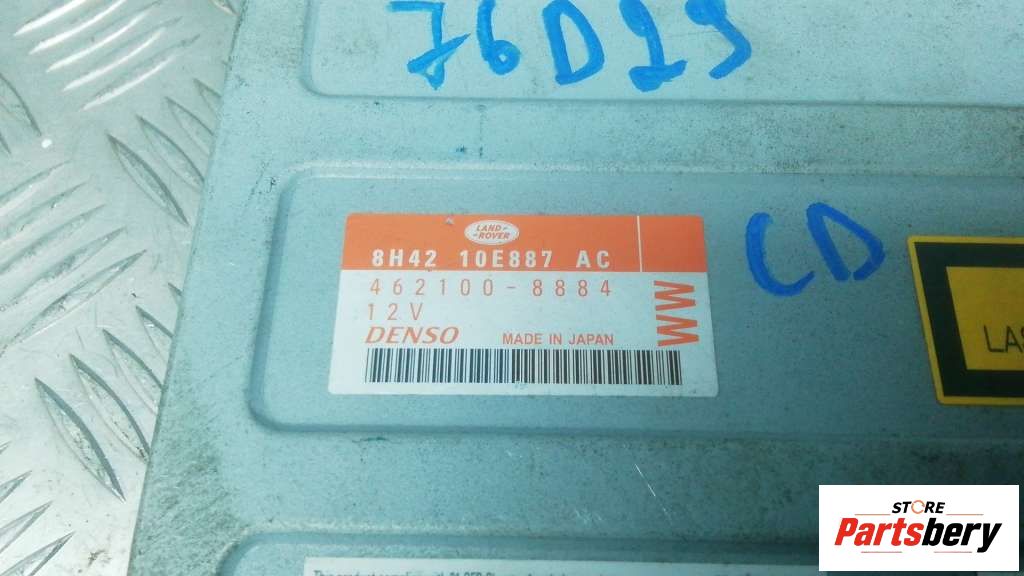 76D29
LAND
ROVER
8H42 10E887 AC
462100-8884
12V
WW
DENSO MADE IN JAPAN
CD
STORE
Partsbery